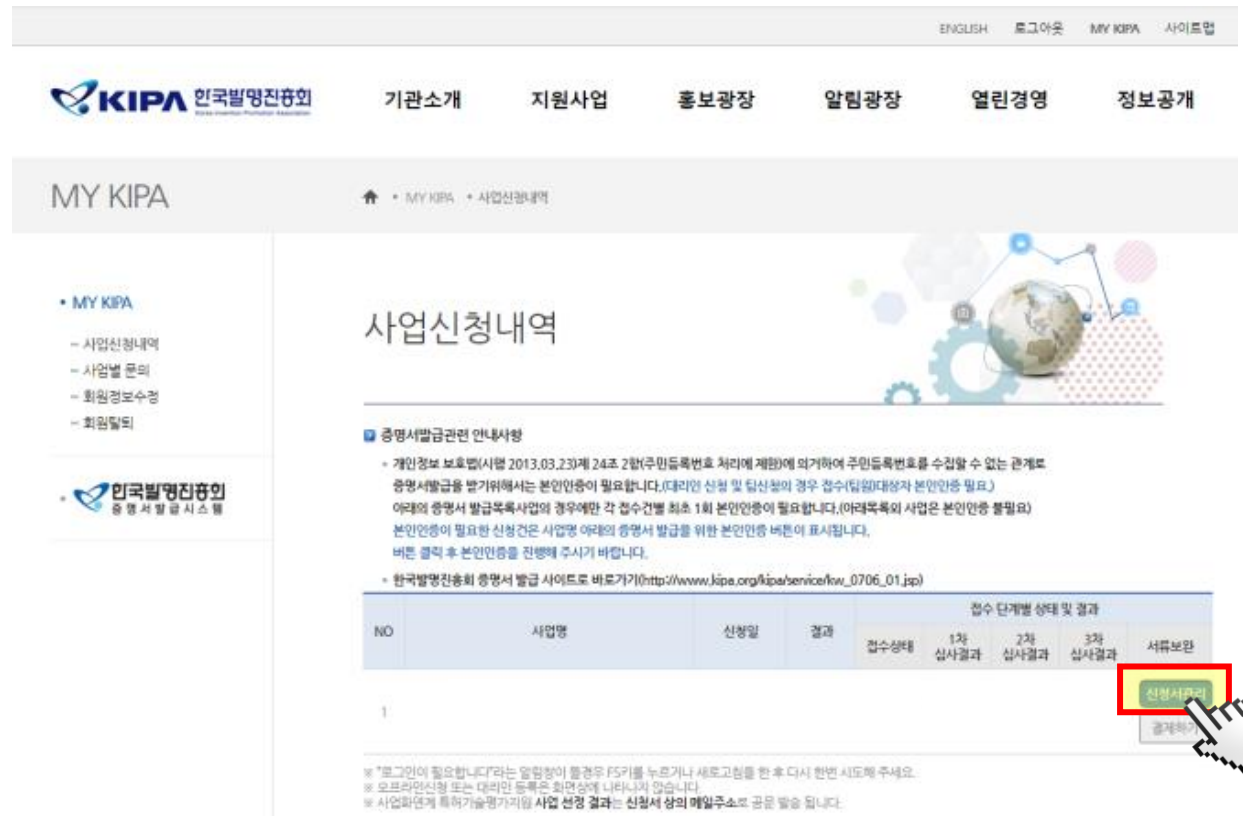 ENGLISH 로그아웃 MY KIPA 사이트맵
KIPA 한국발명진흥회
Korea Invention Promotion Association
기관소개 지원사업 홍보광장 알림광장 열린경영 정보공개
MY KIPA
• MY KIPA • 사업신청내역
• MY KIPA
- 사업신청내역
- 사업별 문의
- 회원정보수정
- 회원탈퇴
한국발명진흥회
증명서발급시스템
사업신청내역
증명서발급관련 안내사항
개인정보 보호법(시행 2013.03.23)제 24조 2항(주민등록번호 처리에 제한)에 의거하여 주민등록번호를 수집할 수 없는 관계로
증명서발급을 받기위해서는 본인인증이 필요합니다.(대리인 신청 및 팀신청의 경우 접수(팀원)대상자 본인인증 필요.)
아래의 증명서 발급목록사업의 경우에만 각 접수건별 최초 1회 본인인증이 필요합니다.(아래목록외 사업은 본인인증 불필요)
본인인증이 필요한 신청건은 사업명 아래의 증명서 발급을 위한 본인인증 버튼이 표시됩니다.
버튼 클릭 후 본인인증을 진행해 주시기 바랍니다.
한국발명진흥회 증명서 발급 사이트로 바로가기(http://www.kipa.org/kipa/service/kw_0706_01.jsp)
NO 사업명 신청일 결과 접수 단계별 상태 및 결과
접수상태 1차 심사결과 2차 심사결과 3차 심사결과 서류보완
1 신청서관리
결제하기
※ "로그인이 필요합니다"라는 알림창이 뜰경우 F5키를 누르거나 새로고침을 한 후 다시 한번 시도해 주세요.
※ 오프라인신청 또는 대리인 등록은 화면상에 나타나지 않습니다.
※ 사업화연계 특허기술평가지원 사업 선정 결과는 신청서 상의 메일주소로 공문 발송 됩니다.